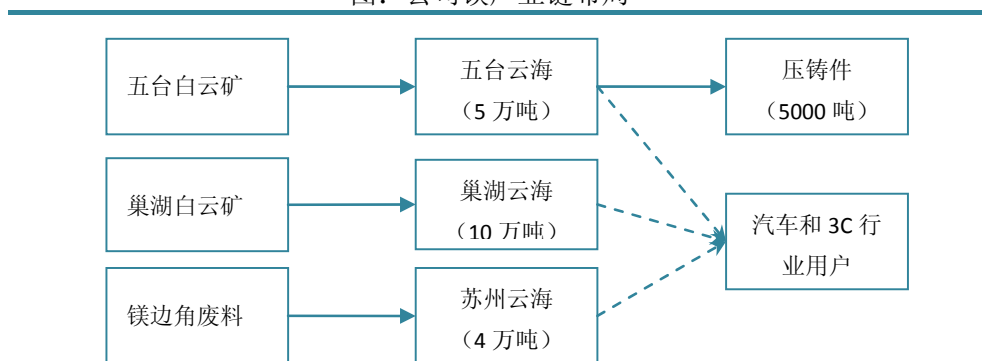 五台白云矿
五台云海
（5 万吨）
压铸件
（5000 吨）
巢湖白云矿
巢湖云海
（10 万吨）
汽车和 3C 行
业用户
镁边角废料
苏州云海
（4 万吨）